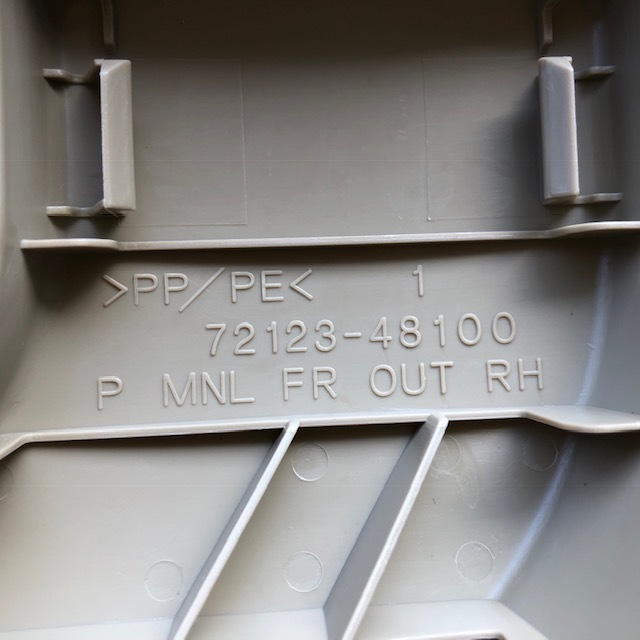 >PP/PE< 1
72123-48100
P MNL FR OUT RH